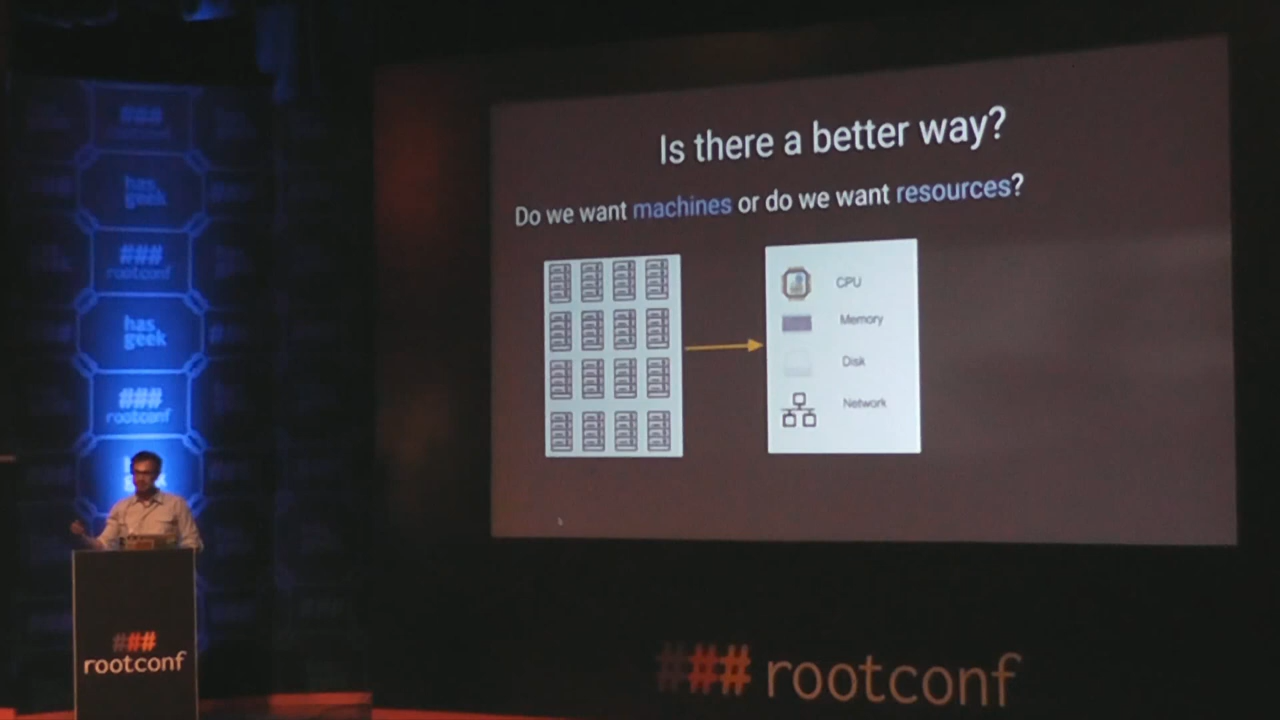 Is there a better way?
Do we want machines or do we want resources?
CPU
Memory
Disk
Network
###
has
geek
###
rootconf
has
geek
###
rootconf
###
rootconf
### rootconf